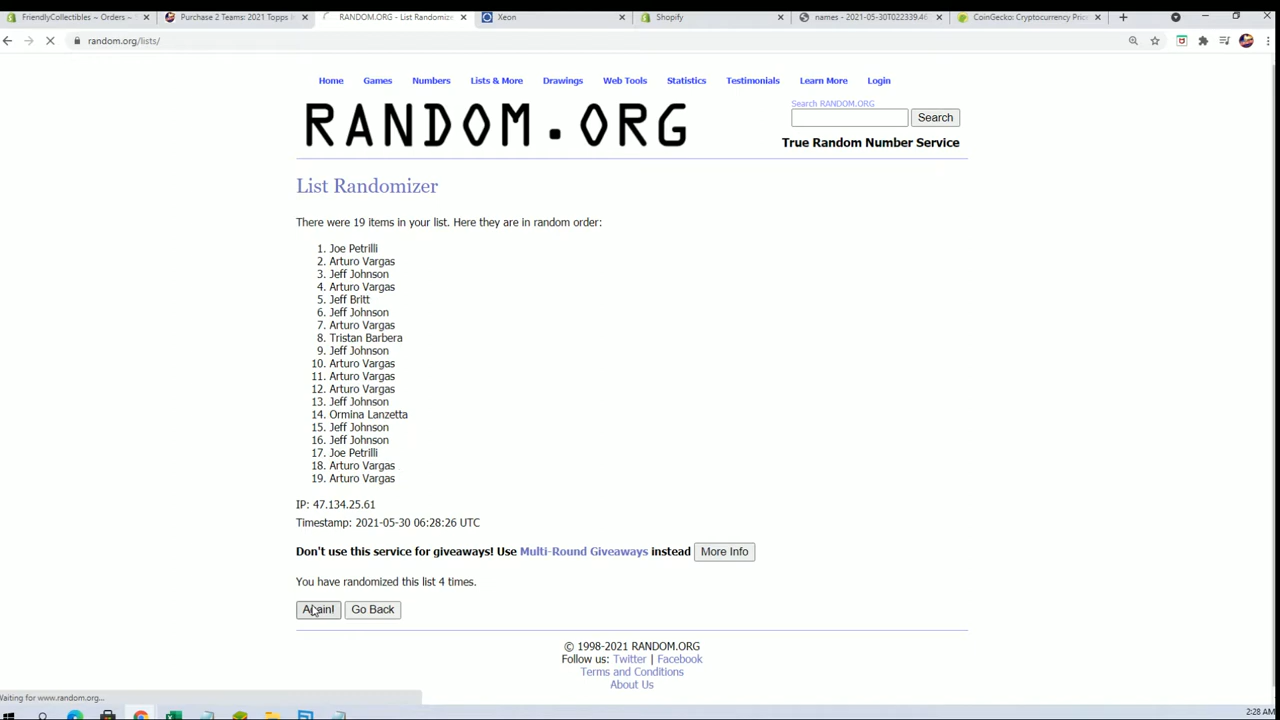 FriendlyCollectibles ~ Orders ~
Purchase 2 Teams: 2021 Topps In
RANDOM.ORG - List Randomizer
Xeon
Shopify
names - 2021-05-30T022339.46
CoinGecko: Cryptocurrency Price
random.org/lists/
Home Games Numbers Lists & More Drawings Web Tools Statistics Testimonials Learn More Login
RANDOM.ORG
Search RANDOM.ORG
Search
True Random Number Service
List Randomizer
There were 19 items in your list. Here they are in random order:
1. Joe Petrilli
2. Arturo Vargas
3. Jeff Johnson
4. Arturo Vargas
5. Jeff Britt
6. Jeff Johnson
7. Arturo Vargas
8. Tristan Barbera
9. Jeff Johnson
10. Arturo Vargas
11. Arturo Vargas
12. Arturo Vargas
13. Jeff Johnson
14. Ormina Lanzetta
15. Jeff Johnson
16. Jeff Johnson
17. Joe Petrilli
18. Arturo Vargas
19. Arturo Vargas
IP: 47.134.25.61
Timestamp: 2021-05-30 06:28:26 UTC
Don't use this service for giveaways! Use Multi-Round Giveaways instead More Info
You have randomized this list 4 times.
Again! Go Back
© 1998-2021 RANDOM.ORG
Follow us: Twitter | Facebook
Terms and Conditions
About Us
Waiting for www.random.org...
2:28 AM